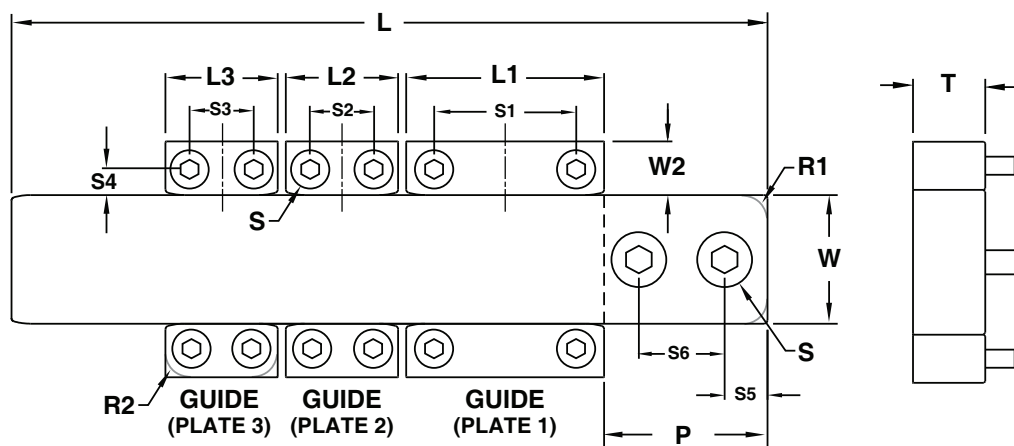 L
L3
L2
L1
T
S3
S2
S1
W2
R1
S4
S
W
S6
S
S5
R2
GUIDE
(PLATE 3)
GUIDE
(PLATE 2)
GUIDE
(PLATE 1)
P